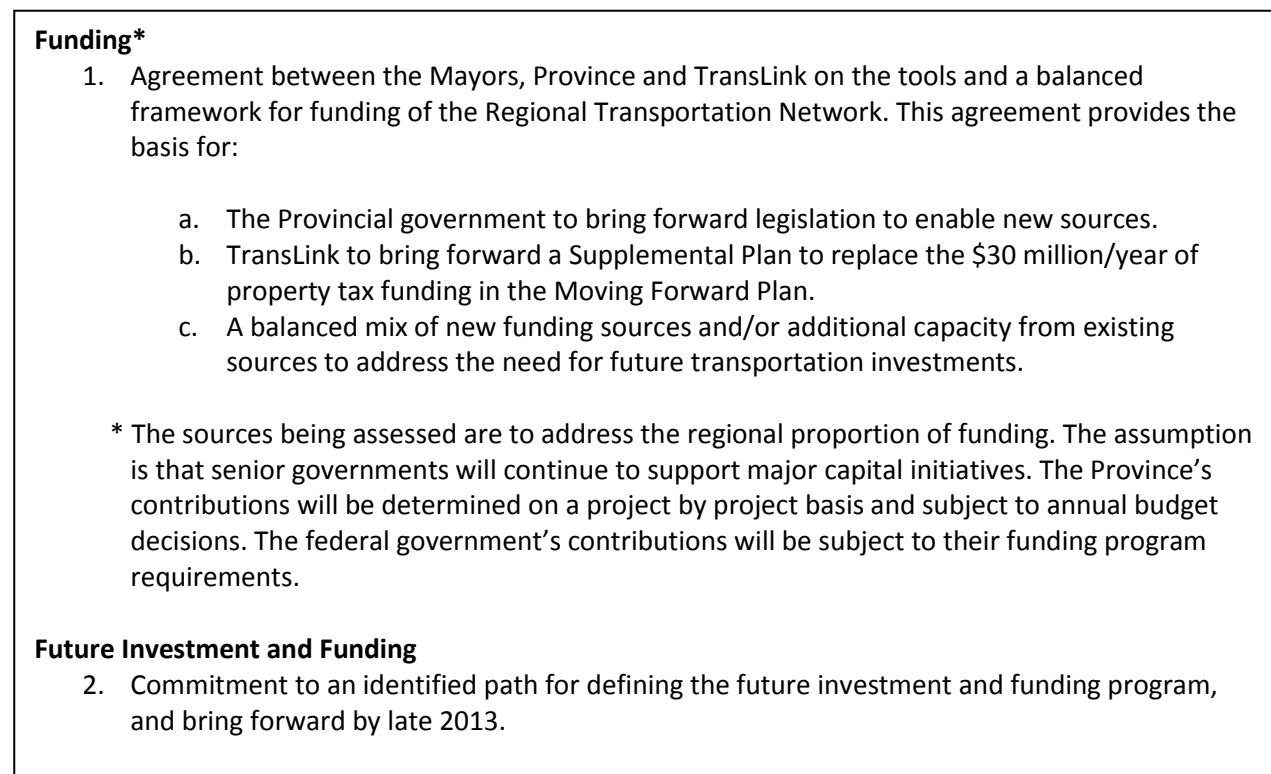 Funding*
1. Agreement between the Mayors, Province and TransLink on the tools and a balanced
framework for funding of the Regional Transportation Network. This agreement provides the
basis for:
a. The Provincial government to bring forward legislation to enable new sources.
b. TransLink to bring forward a Supplemental Plan to replace the $30 million/year of
property tax funding in the Moving Forward Plan.
c. A balanced mix of new funding sources and/or additional capacity from existing
sources to address the need for future transportation investments.
* The sources being assessed are to address the regional proportion of funding. The assumption
is that senior governments will continue to support major capital initiatives. The Province’s
contributions will be determined on a project by project basis and subject to annual budget
decisions. The federal government’s contributions will be subject to their funding program
requirements.
Future Investment and Funding
2. Commitment to an identified path for defining the future investment and funding program,
and bring forward by late 2013.